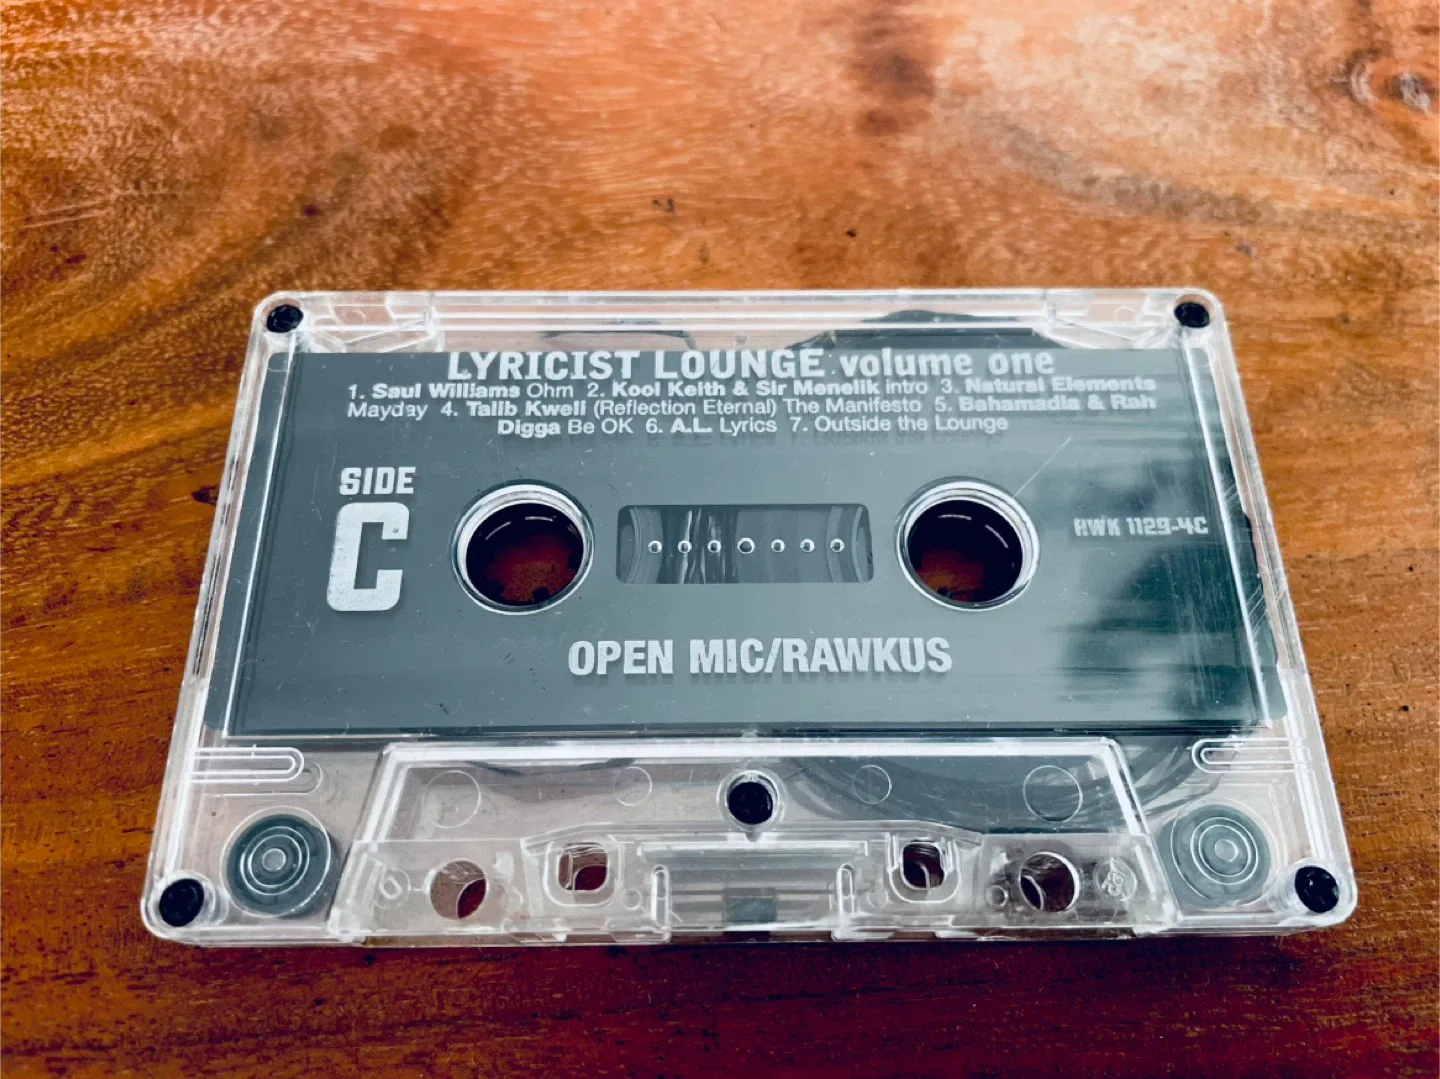 LYRICIST LOUNGE volume one
1. Saul Williams Ohm 2. Kool Keith & Sir Menelik intro 3. Natural Elements
Mayday 4. Talib Kweli (Reflection Eternal) The Manifesto 5. Bahamadia & Rah
Digga Be OK 6. A.L. Lyrics 7. Outside the Lounge
SIDE
C
RWK 1129-4C
OPEN MIC/RAWKUS